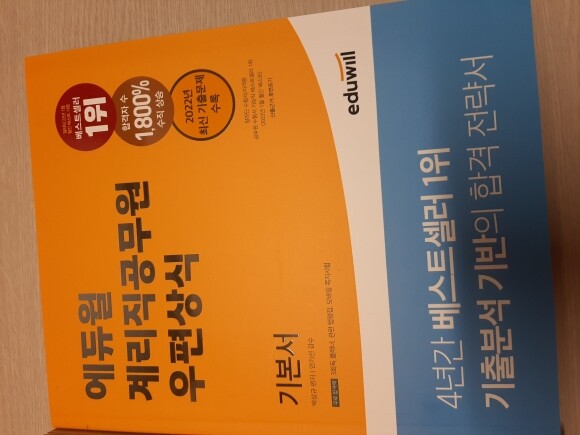 베스트셀러
1위
합격자 수
1,800%
수직 상승
2022년
최신 기출문제
수록
eduwill
에듀윌
계리직공무원
우편상식
기본서
4년간 베스트셀러 1위
기출분석 기반의 합격 전략서